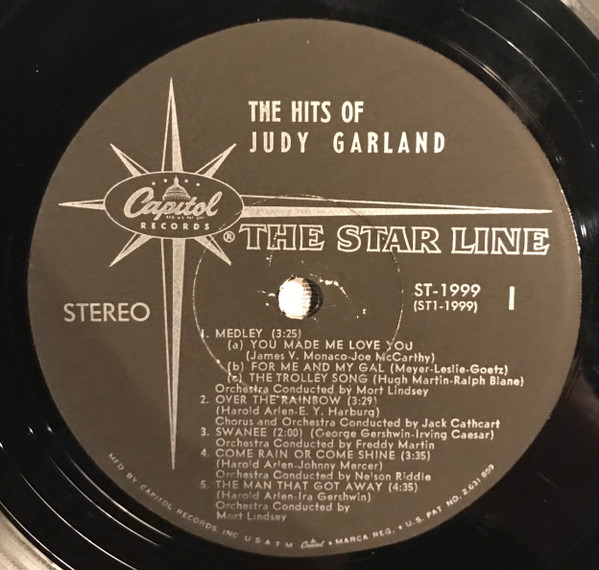 THE HITS OF
JUDY GARLAND
Capitol
RECORDS
®
THE STAR LINE
STEREO
ST-1999
(ST1-1999)
1
1. MEDLEY (3:25)
(a) YOU MADE ME LOVE YOU
(James V. Monaco-Joe McCarthy)
(b) FOR ME AND MY GAL (Meyer-Leslie-Goetz)
(c) THE TROLLEY SONG (Hugh Martin-Ralph Blane)
Orchestra Conducted by Mort Lindsey
2. OVER THE RAINBOW (3:29)
(Harold Arlen-E. Y. Harburg)
Chorus and Orchestra Conducted by Jack Cathcart
3. SWANEE (2:00) (George Gershwin-Irving Caesar)
Orchestra Conducted by Freddy Martin
4. COME RAIN OR COME SHINE (3:35)
(Harold Arlen-Johnny Mercer)
Orchestra Conducted by Nelson Riddle
5. THE MAN THAT GOT AWAY (4:35)
(Harold Arlen-Ira Gershwin)
Orchestra Conducted by
Mort Lindsey
MFD BY CAPITOL RECORDS, INC U S A T M Capitol • MARCA REG. • U.S. PAT. NO. 2,631,859